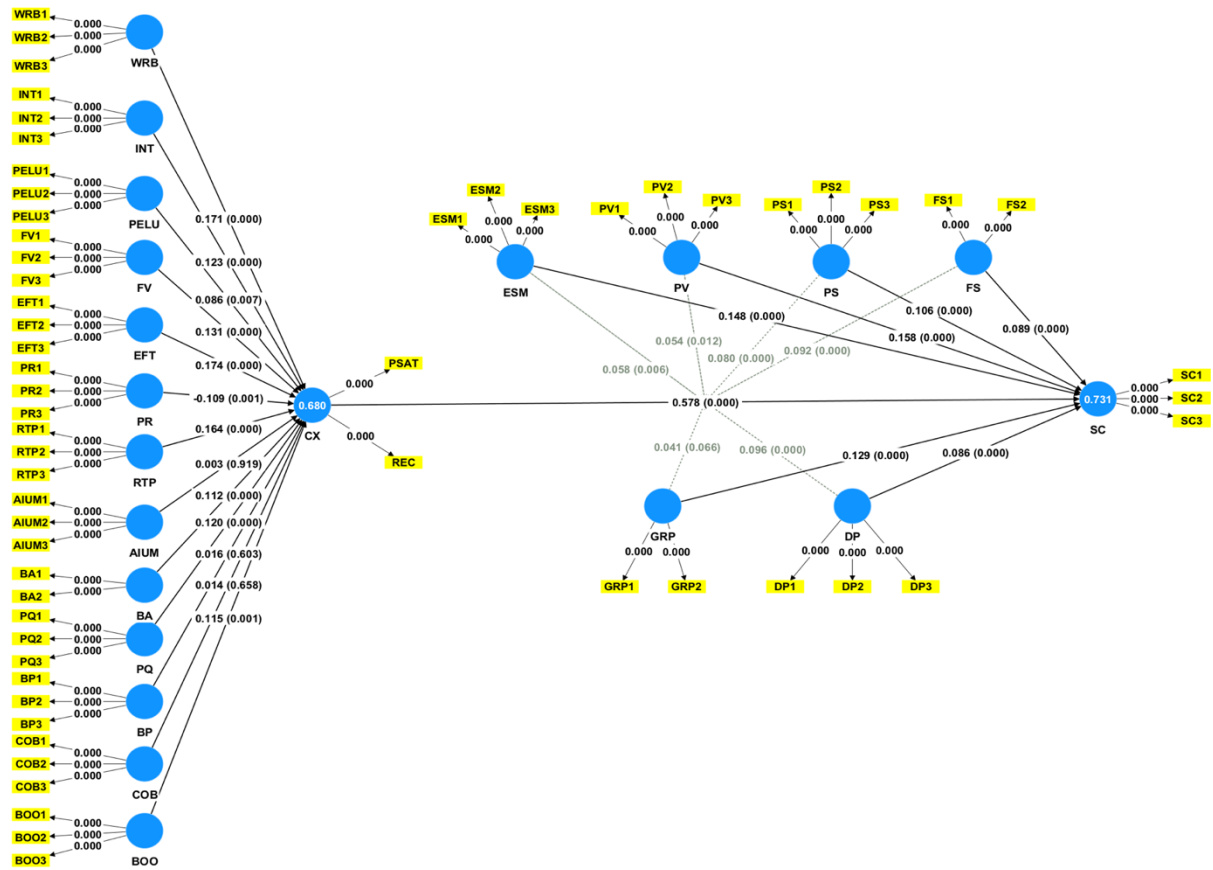 WRB1
WRB2
WRB3
0.000
0.000
0.000
WRB
INT1
INT2
INT3
0.000
0.000
0.000
INT
PELU1
PELU2
PELU3
0.000
0.000
0.000
PELU
FV1
FV2
FV3
0.000
0.000
0.000
FV
EFT1
EFT2
EFT3
0.000
0.000
0.000
EFT
PR1
PR2
PR3
0.000
0.000
0.000
PR
RTP1
RTP2
RTP3
0.000
0.000
0.000
RTP
AIUM1
AIUM2
AIUM3
0.000
0.000
0.000
AIUM
BA1
BA2
0.000
0.000
BA
PQ1
PQ2
PQ3
0.000
0.000
0.000
PQ
BP1
BP2
BP3
0.000
0.000
0.000
BP
COB1
COB2
COB3
0.000
0.000
0.000
COB
BOO1
BOO2
BOO3
0.000
0.000
0.000
BOO
0.171 (0.000)
0.123 (0.000)
0.086 (0.007)
0.131 (0.000)
0.174 (0.000)
-0.109 (0.001)
0.164 (0.000)
0.003 (0.919)
0.112 (0.000)
0.120 (0.000)
0.016 (0.603)
0.014 (0.658)
0.115 (0.001)
0.680
CX
0.000
PSAT
0.000
REC
ESM1
ESM2
ESM3
0.000
0.000
0.000
ESM
PV1
PV2
PV3
0.000
0.000
0.000
PV
PS1
PS2
PS3
0.000
0.000
0.000
PS
FS1
FS2
0.000
0.000
FS
0.148 (0.000)
0.158 (0.000)
0.106 (0.000)
0.089 (0.000)
0.058 (0.006)
0.054 (0.012)
0.080 (0.000)
0.092 (0.000)
0.578 (0.000)
0.041 (0.066)
0.096 (0.000)
0.129 (0.000)
0.086 (0.000)
0.731
SC
0.000
0.000
0.000
SC1
SC2
SC3
GRP
0.000
0.000
GRP1
GRP2
DP
0.000
0.000
0.000
DP1
DP2
DP3